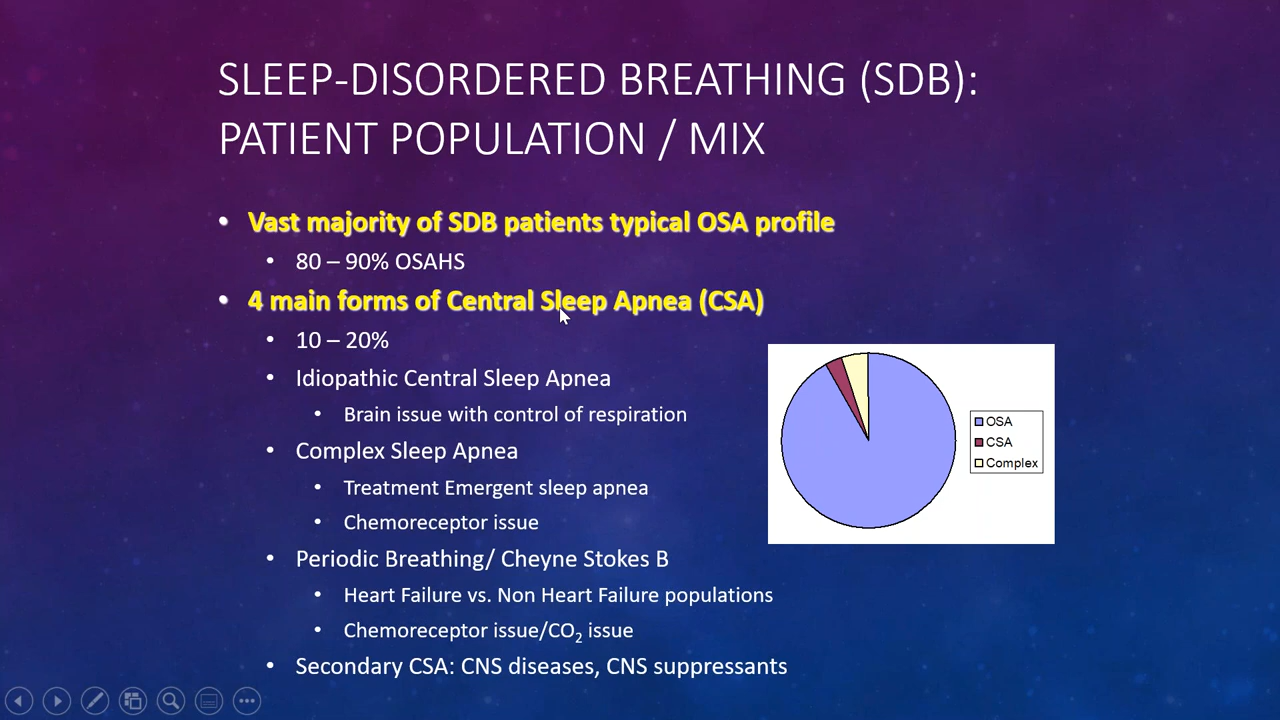 SLEEP-DISORDERED BREATHING (SDB):
PATIENT POPULATION / MIX
• Vast majority of SDB patients typical OSA profile
• 80 – 90% OSAHS
• 4 main forms of Central Sleep Apnea (CSA)
• 10 – 20%
• Idiopathic Central Sleep Apnea
• Brain issue with control of respiration
• Complex Sleep Apnea
• Treatment Emergent sleep apnea
• Chemoreceptor issue
• Periodic Breathing/ Cheyne Stokes B
• Heart Failure vs. Non Heart Failure populations
• Chemoreceptor issue/CO₂ issue
• Secondary CSA: CNS diseases, CNS suppressants
OSA
CSA
Complex